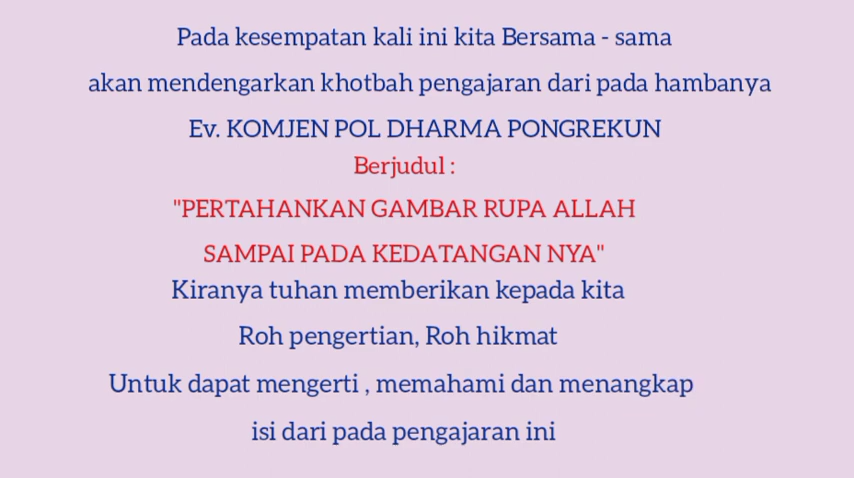 Pada kesempatan kali ini kita Bersama - sama
akan mendengarkan khotbah pengajaran dari pada hambanya
Ev. KOMJEN POL DHARMA PONGREKUN
Berjudul :
"PERTAHANKAN GAMBAR RUPA ALLAH
SAMPAI PADA KEDATANGAN NYA"
Kiranya tuhan memberikan kepada kita
Roh pengertian, Roh hikmat
Untuk dapat mengerti , memahami dan menangkap
isi dari pada pengajaran ini